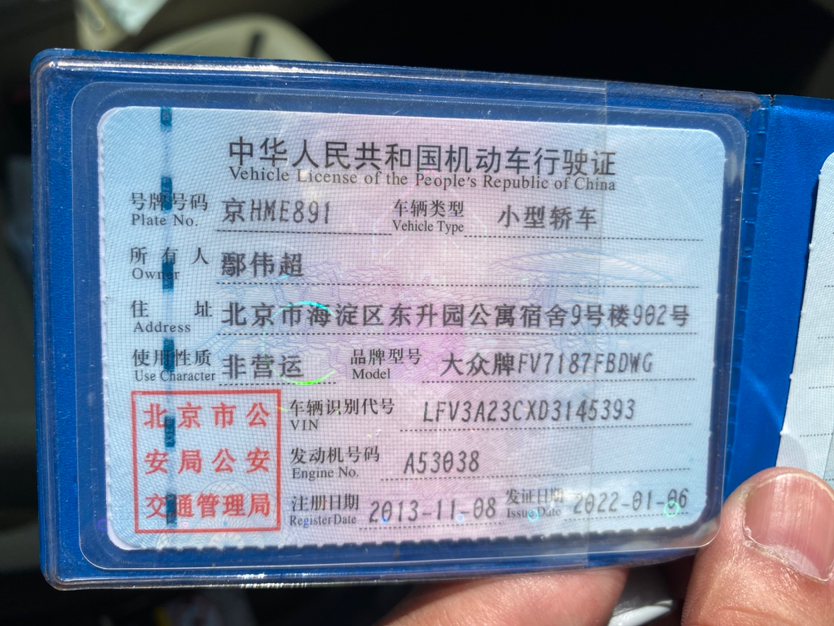 中华人民共和国机动车行驶证
Vehicle License of the People's Republic of China
号牌号码 京HME891 车辆类型 小型轿车
Plate No. Vehicle Type
所有人 鄢伟超
Owner
住址 北京市海淀区东升园公寓宿舍9号楼902号
Address
使用性质 非营运 品牌型号 大众牌FV7187FBDWG
Use Character Model
北京市公安局公安交通管理局
车辆识别代号 LFV3A23CXD3145393
VIN
发动机号码 A53038
Engine No.
注册日期 2013-11-08 发证日期 2022-01-06
Register Date Issue Date